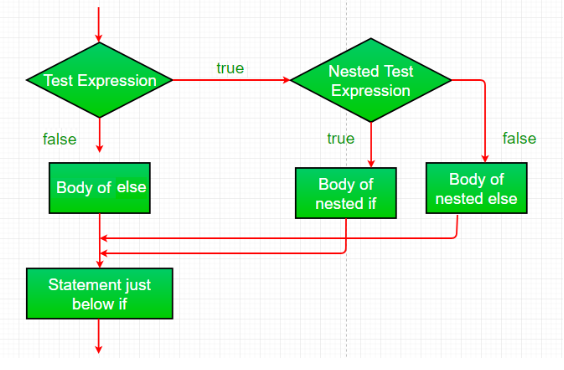 Test Expression
true
Nested Test
Expression
false
true
false
Body of else
Body of
nested if
Body of
nested else
Statement just
below if